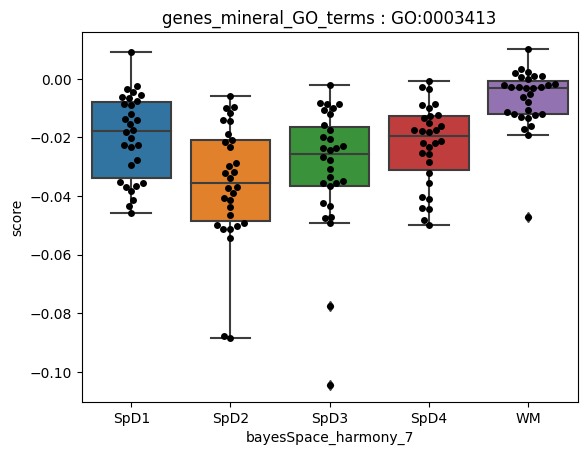 genes_mineral_GO_terms : GO:0003413
0.00
−0.02
−0.04
−0.06
−0.08
−0.10
score
SpD1 SpD2 SpD3 SpD4 WM
bayesSpace_harmony_7